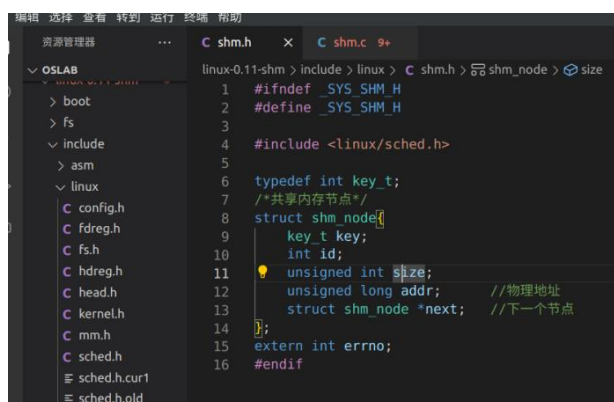 编辑 选择 查看 转到 运行 终端 帮助
资源管理器 ...
C shm.h × C shm.c 9+
OSLAB
linux-0.11-shm > include > linux > C shm.h > shm_node > size
linux-0.11-shm
> boot
> fs
include
> asm
linux
C config.h
C fdreg.h
C fs.h
C hdreg.h
C head.h
C kernel.h
C mm.h
C sched.h
sched.h.cur1
sched.h.old
1 #ifndef _SYS_SHM_H
2 #define _SYS_SHM_H
3
4 #include <linux/sched.h>
5
6 typedef int key_t;
7 /*共享内存节点*/
8 struct shm_node{
9 key_t key;
10 int id;
11 unsigned int size;
12 unsigned long addr; //物理地址
13 struct shm_node *next; //下一个节点
14 };
15 extern int errno;
16 #endif